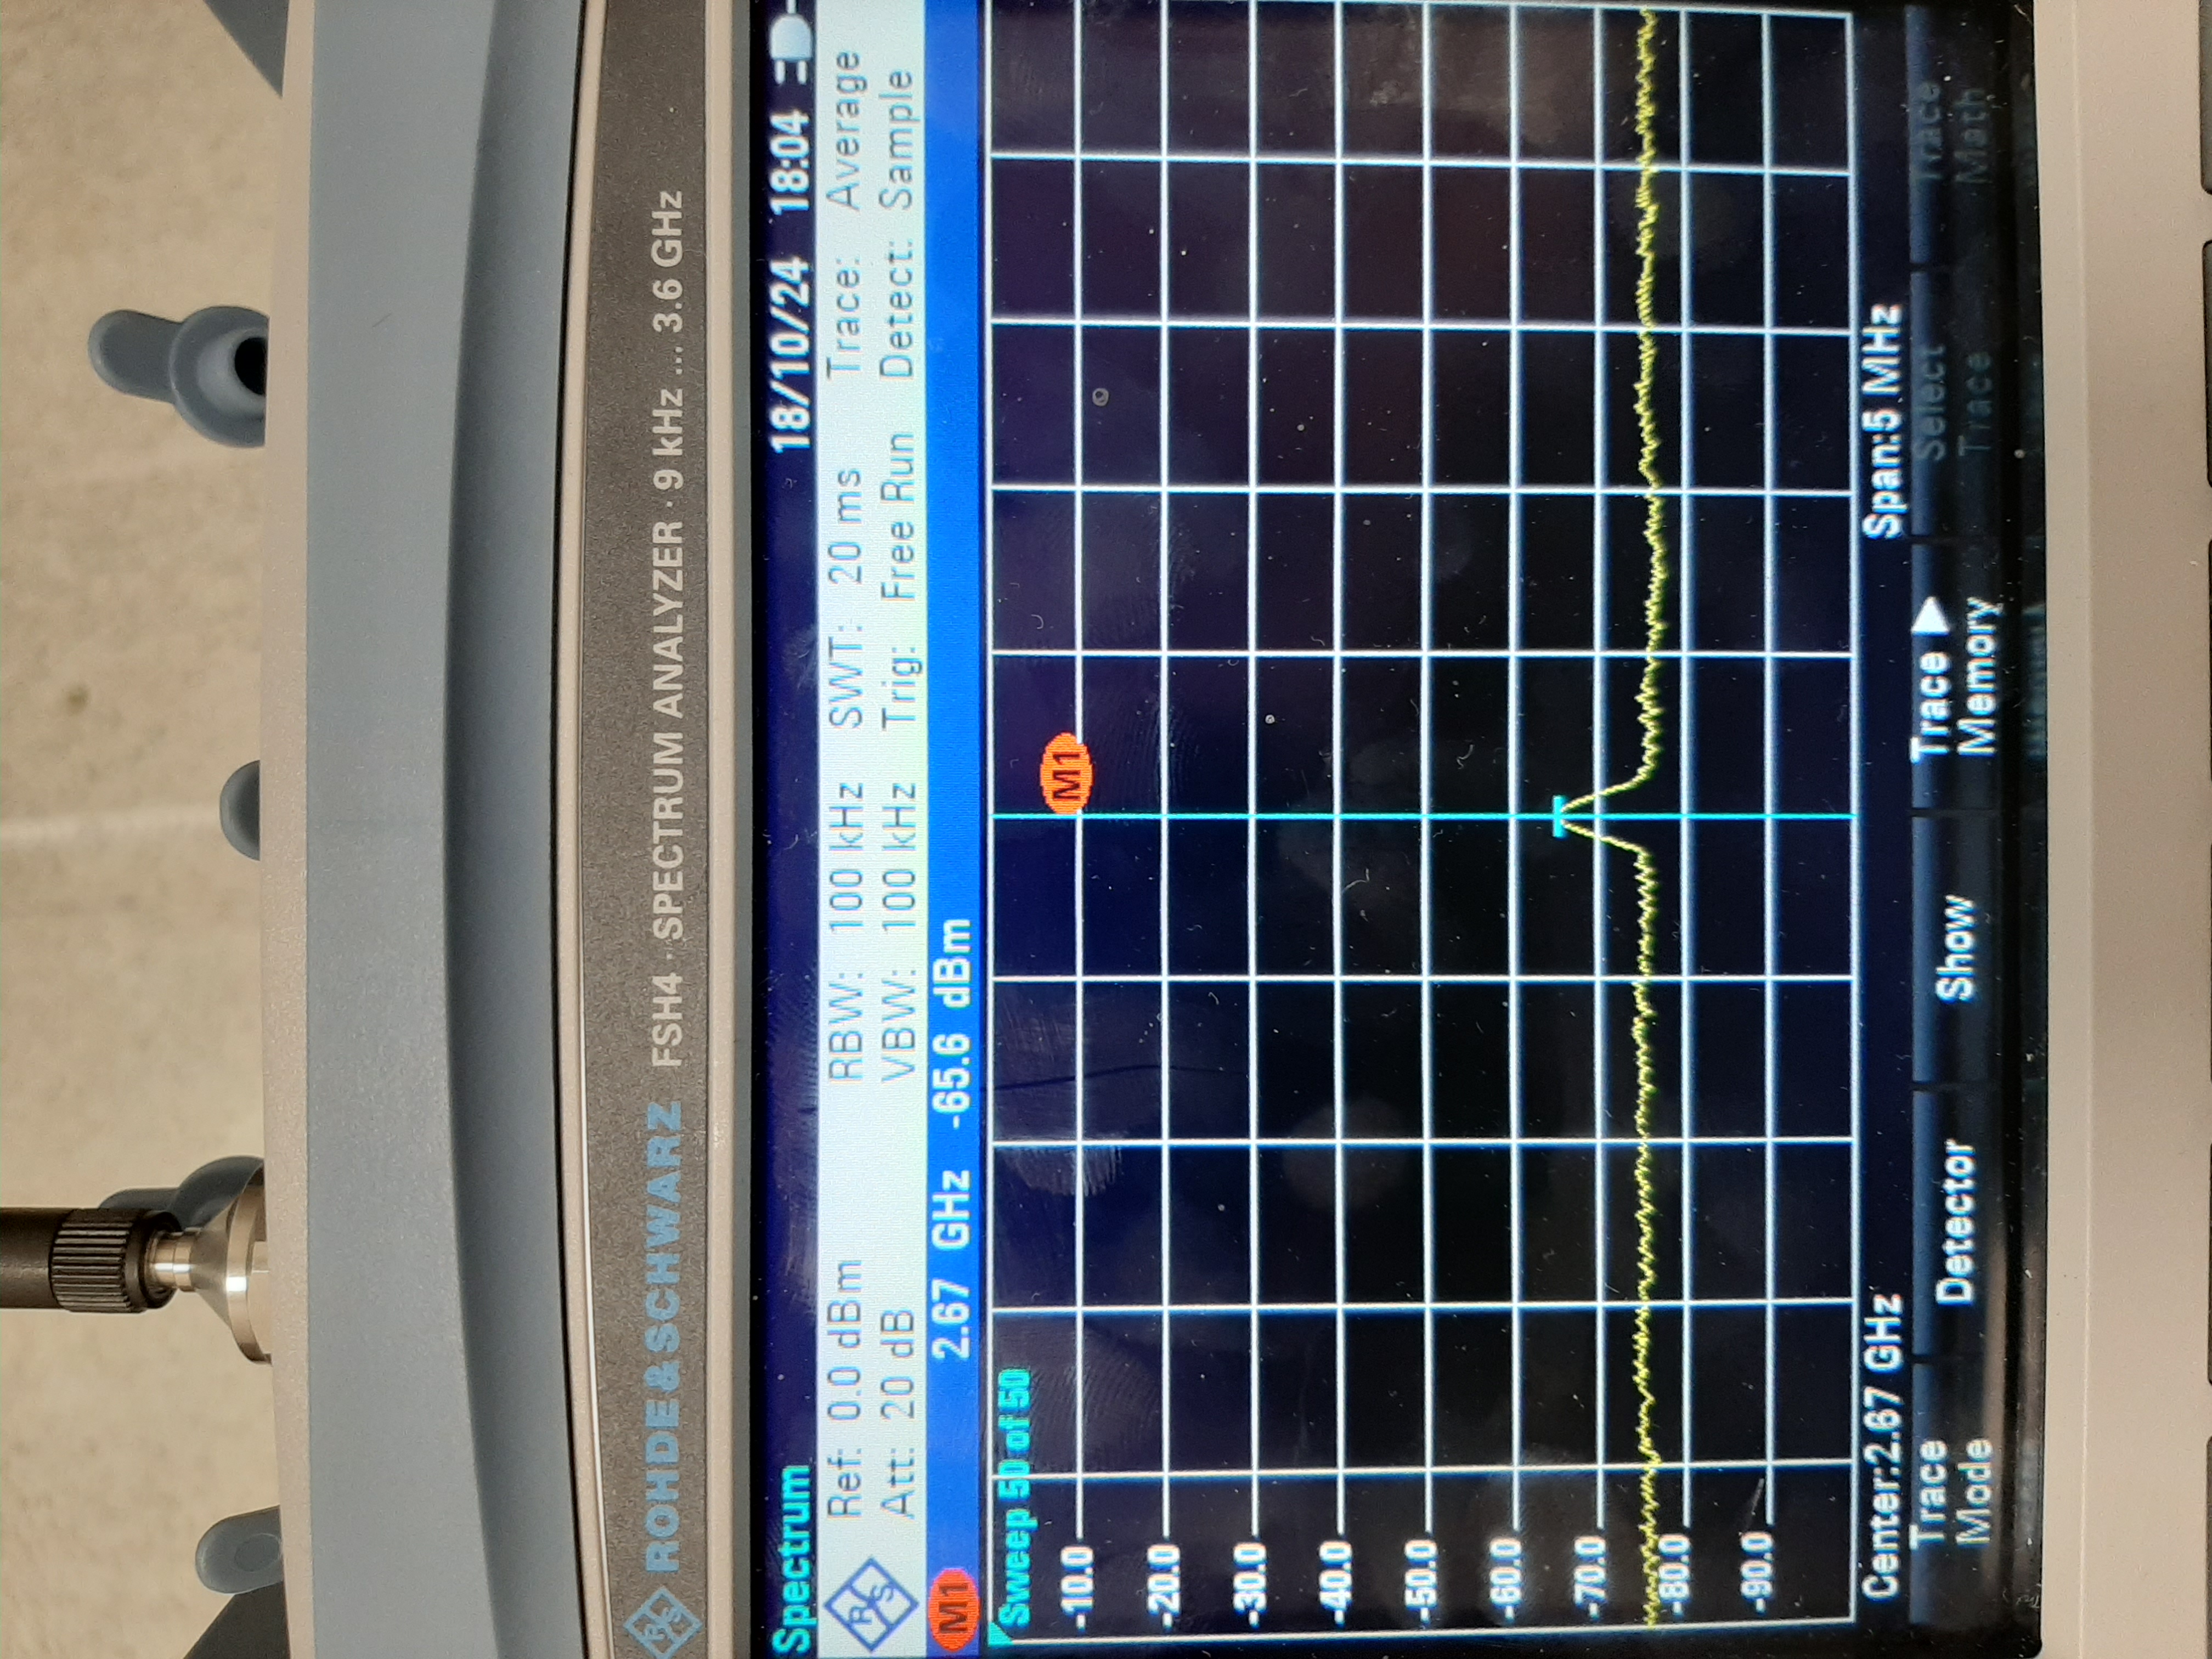 ROHDE&SCHWARZ FSH4 · SPECTRUM ANALYZER · 9 kHz ... 3.6 GHz
Spectrum 18/10/24 18:04
Ref: 0.0 dBm RBW: 100 kHz SWT: 20 ms Trace: Average
Att: 20 dB VBW: 100 kHz Trig: Free Run Detect: Sample
M1 2.67 GHz -65.6 dBm
Sweep 50 of 50
M1
-10.0
-20.0
-30.0
-40.0
-50.0
-60.0
-70.0
-80.0
-90.0
Center:2.67 GHz Span:5 MHz
Trace Mode
Detector
Show
Trace Memory
Select Trace
Trace Math